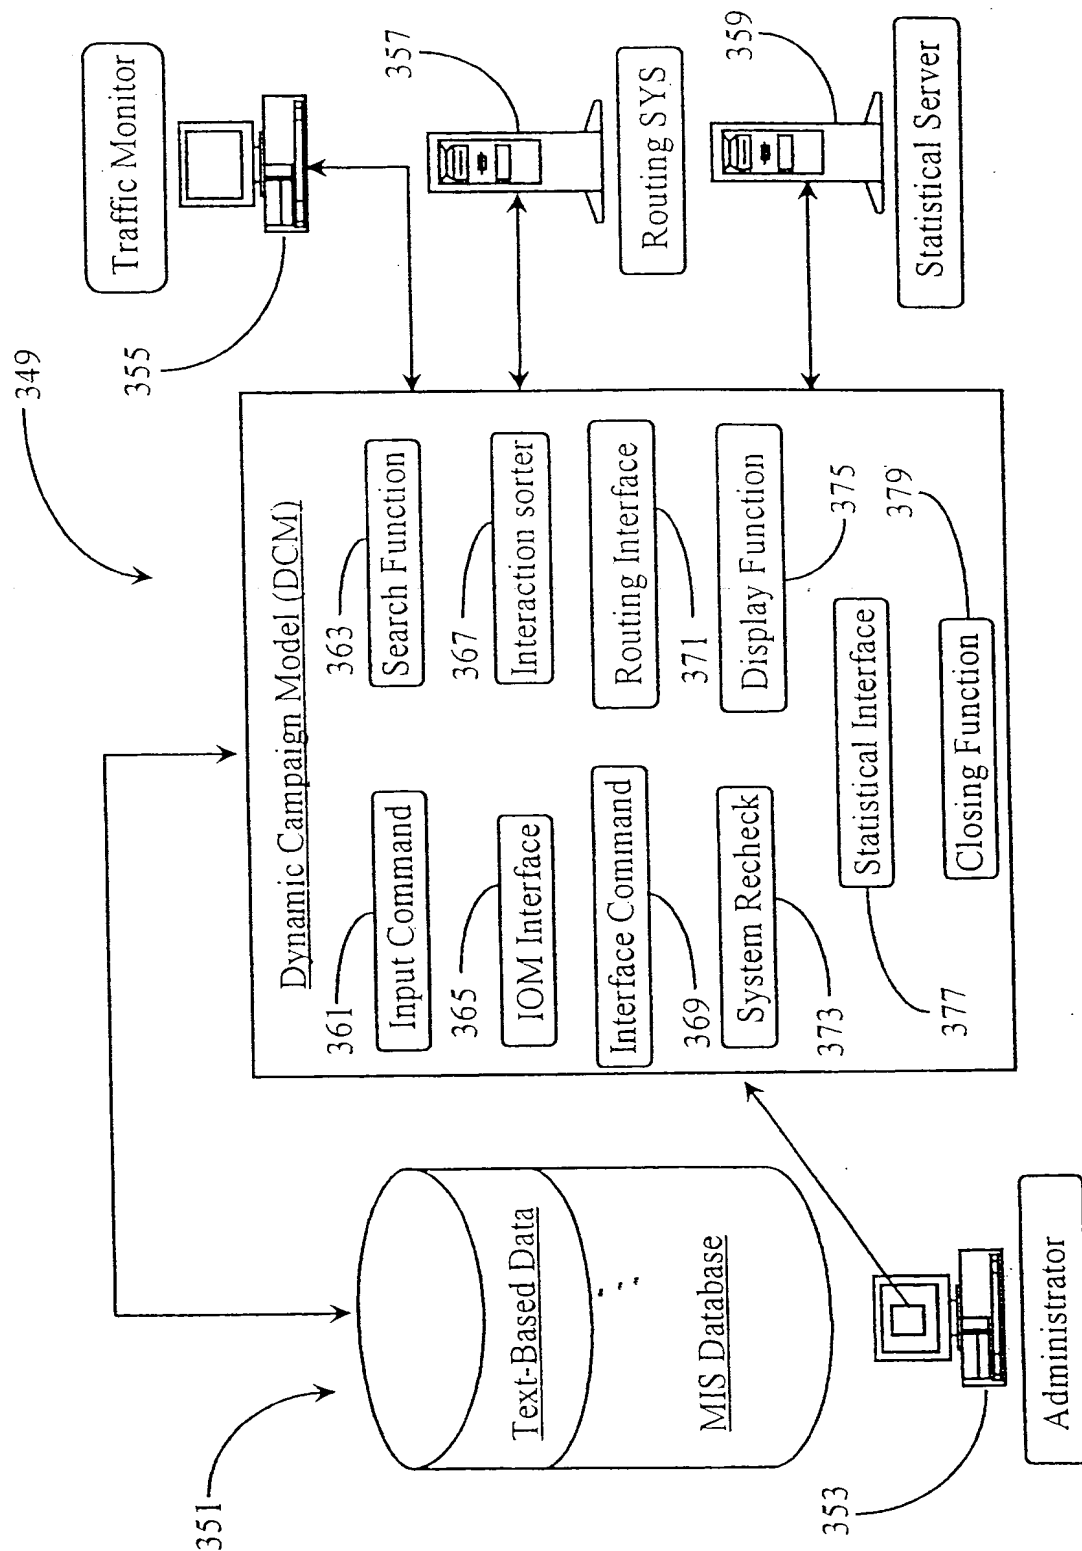 349
351
Text-Based Data
MIS Database
353
Administrator
Dynamic Campaign Model (DCM)
361
Input Command
363
Search Function
365
IOM Interface
367
Interaction sorter
Interface Command
369
Routing Interface
371
System Recheck
373
Display Function
375
Statistical Interface
377
Closing Function
379
Traffic Monitor
355
357
Routing SYS
359
Statistical Server